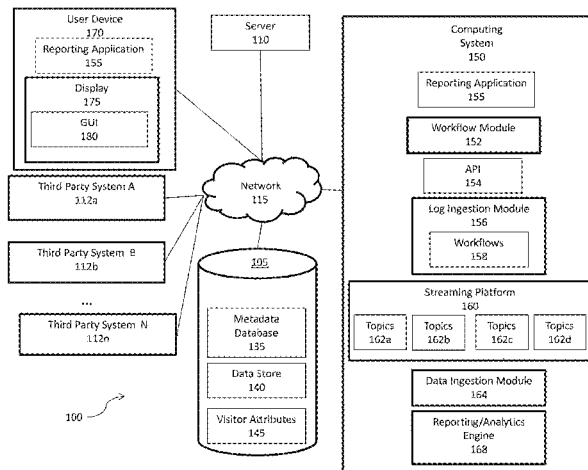 User Device
170
Reporting Application
155
Display
175
GUI
180
Server
110
Third Party System A
112a
Third Party System B
112b
...
Third Party System N
112n
Network
115
105
Metadata
Database
135
Data Store
140
Visitor Attributes
145
100
Computing
System
150
Reporting Application
155
Workflow Module
152
API
154
Log Ingestion Module
156
Workflows
158
Streaming Platform
160
Topics
162a
Topics
162b
Topics
162c
Topics
162d
Data Ingestion Module
164
Reporting/Analytics
Engine
168